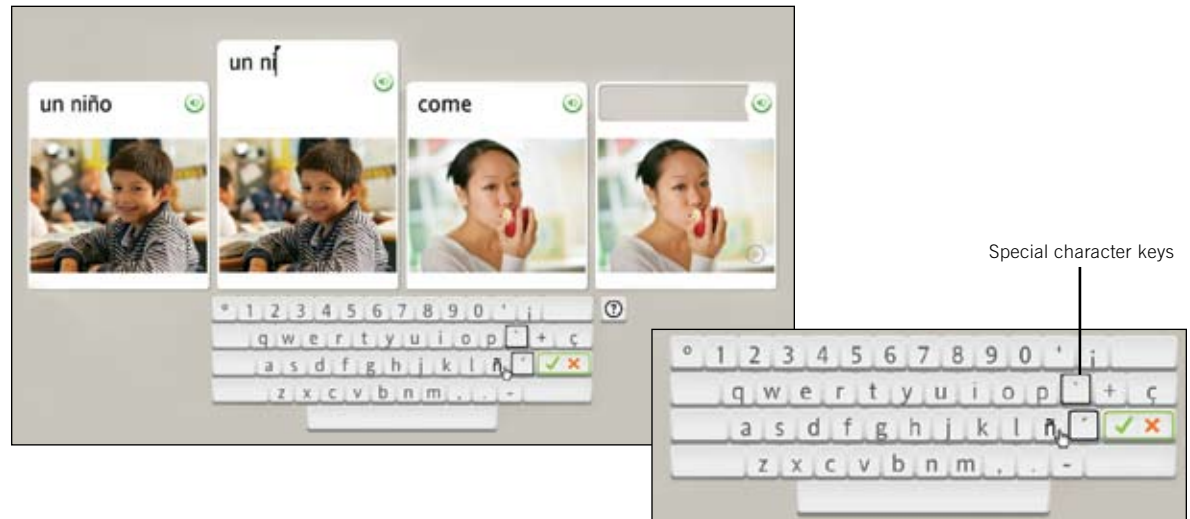 un niño
un ni
come
º 1 2 3 4 5 6 7 8 9 0 ' ¡
q w e r t y u i o p ` + ç
a s d f g h j k l ñ ´
z x c v b n m , . -
Special character keys
º 1 2 3 4 5 6 7 8 9 0 ' ¡
q w e r t y u i o p ` + ç
a s d f g h j k l ñ ´
z x c v b n m , . -